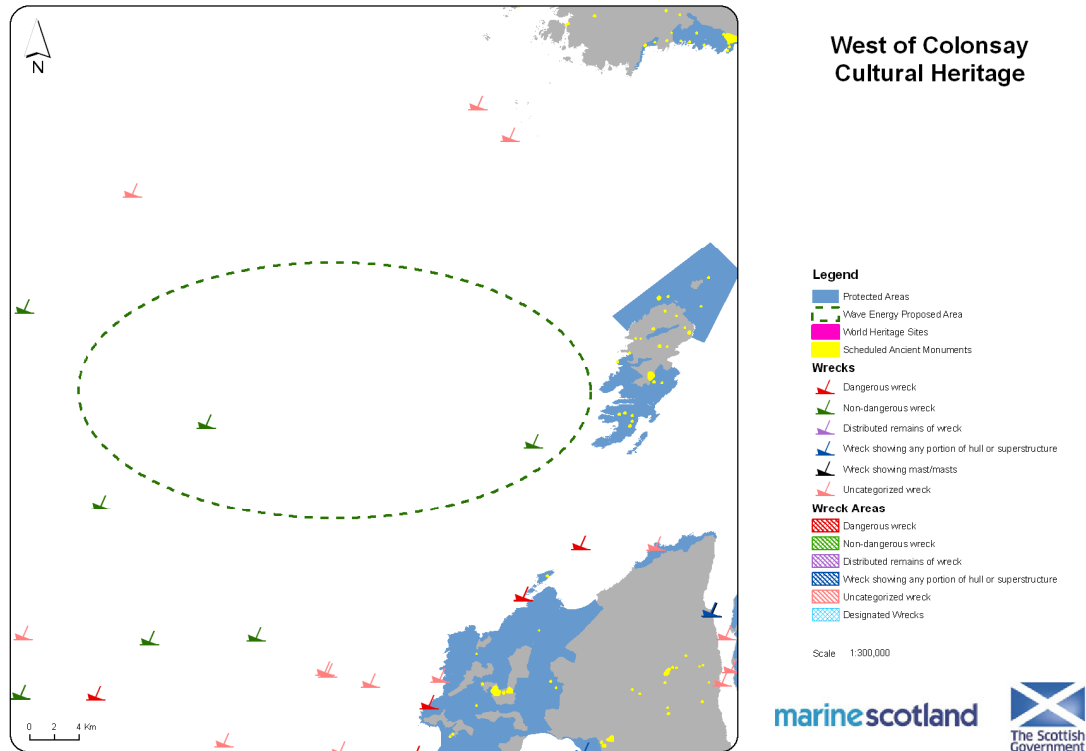 N
West of Colonsay
Cultural Heritage
Legend
Protected Areas
Wave Energy Proposed Area
World Heritage Sites
Scheduled Ancient Monuments
Wrecks
Dangerous wreck
Non-dangerous wreck
Distributed remains of wreck
Wreck showing any portion of hull or superstructure
Wreck showing mast/masts
Uncategorized wreck
Wreck Areas
Dangerous wreck
Non-dangerous wreck
Distributed remains of wreck
Wreck showing any portion of hull or superstructure
Uncategorized wreck
Designated Wrecks
Scale 1:300,000
0 2 4 Km
marinescotland
The Scottish
Government